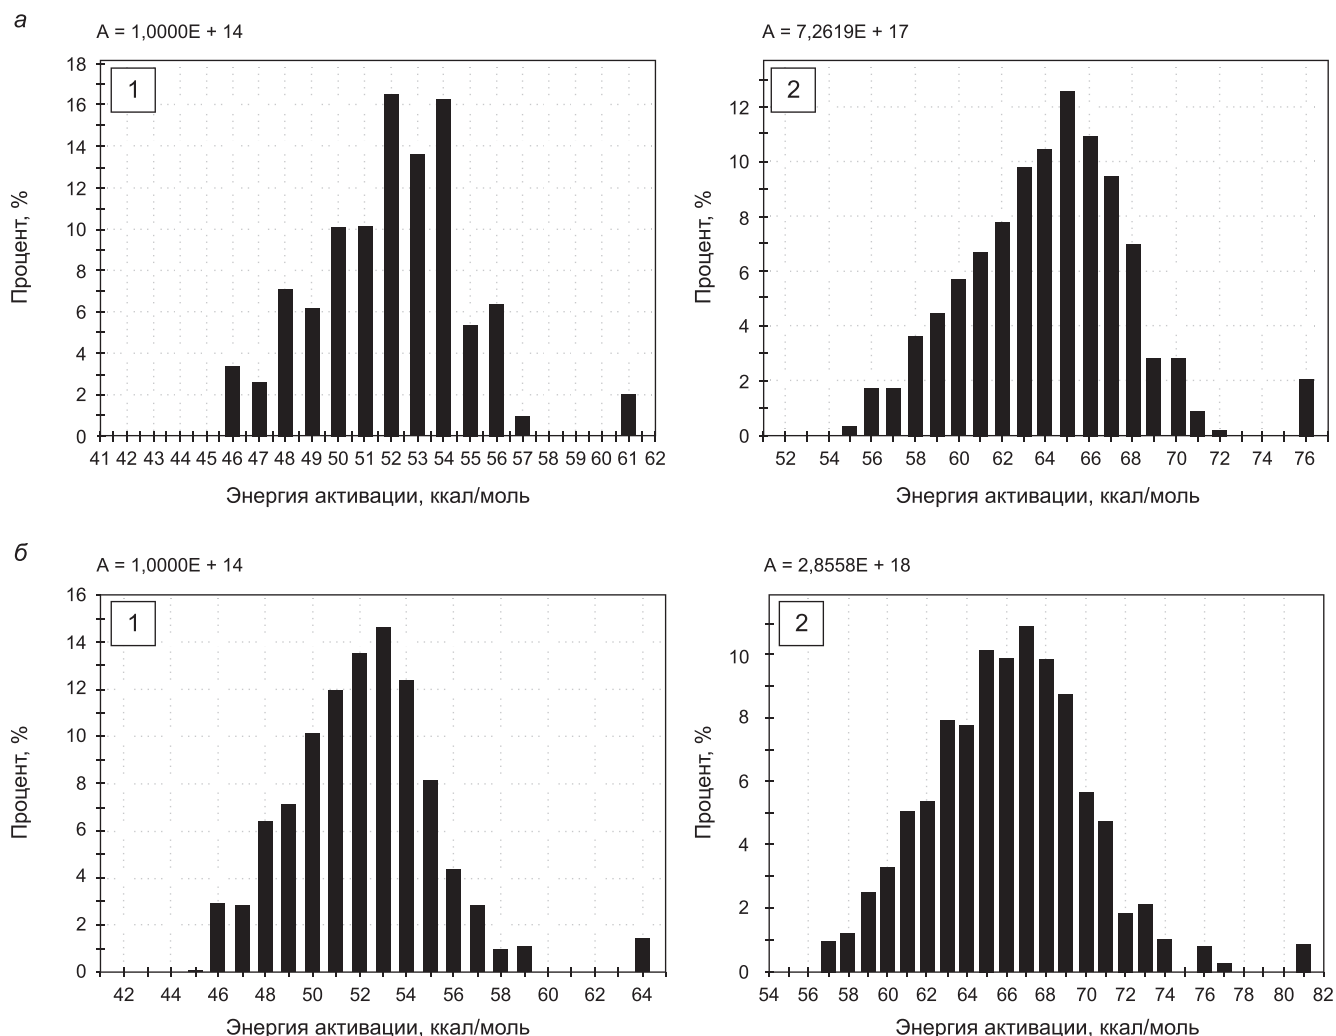 а
A = 1,0000E + 14
A = 7,2619E + 17
1
2
Процент, %
18
16
14
12
10
8
6
4
2
0
41 42 43 44 45 46 47 48 49 50 51 52 53 54 55 56 57 58 59 60 61 62
Энергия активации, ккал/моль
Процент, %
12
10
8
6
4
2
0
52 54 56 58 60 62 64 66 68 70 72 74 76
Энергия активации, ккал/моль
б
A = 1,0000E + 14
A = 2,8558E + 18
1
2
Процент, %
16
14
12
10
8
6
4
2
0
42 44 46 48 50 52 54 56 58 60 62 64
Энергия активации, ккал/моль
Процент, %
10
8
6
4
2
0
54 56 58 60 62 64 66 68 70 72 74 76 78 80 82
Энергия активации, ккал/моль